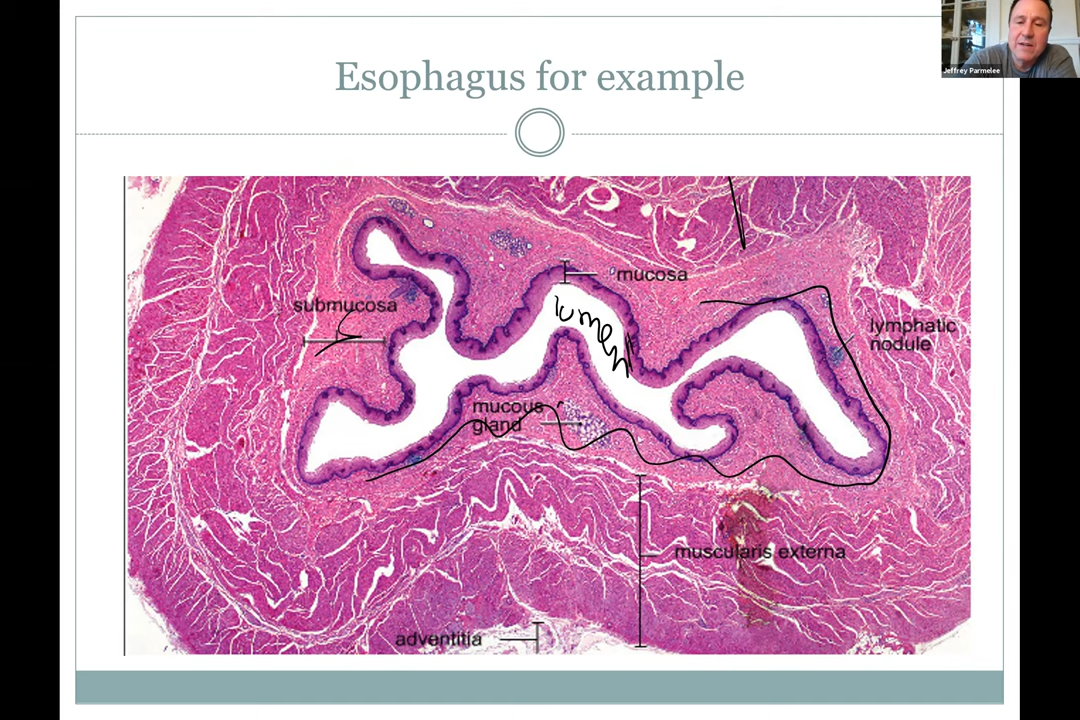 Jeffrey Parmelee
Esophagus for example
mucosa
submucosa
lumen
lymphatic
nodule
mucous
gland
muscularis externa
adventitia